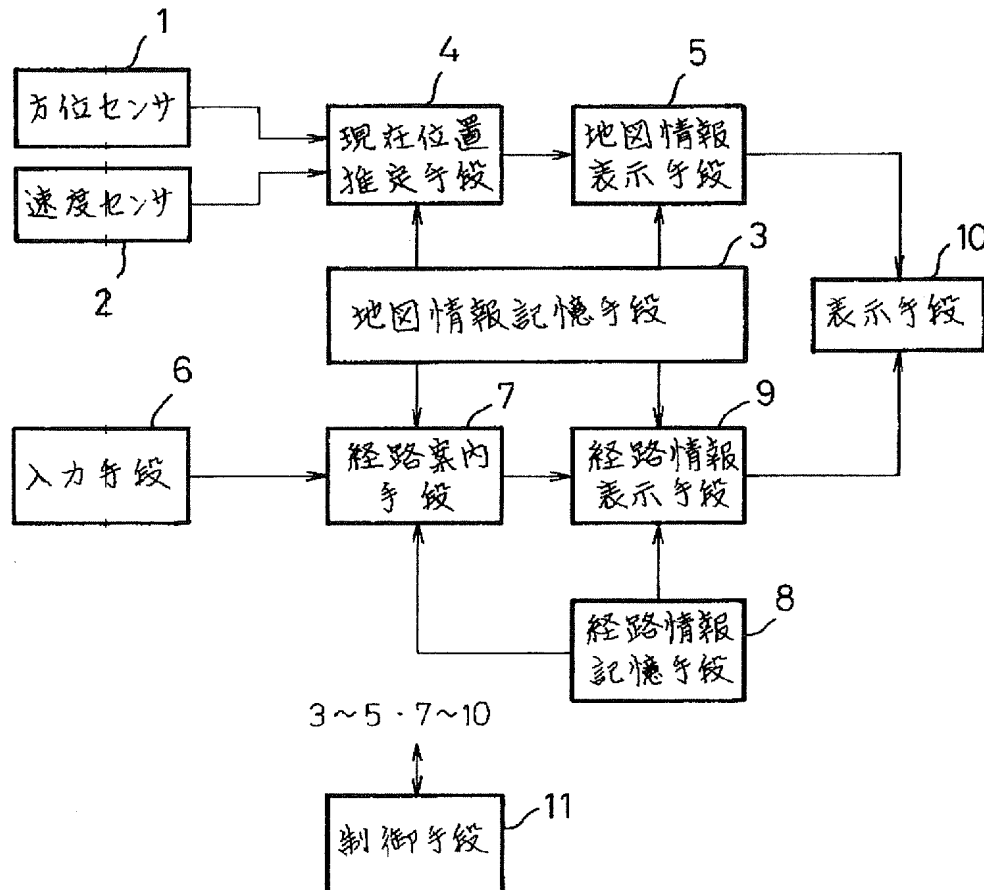 1
方位センサ
速度センサ
2
4
現在位置
推定手段
5
地図情報
表示手段
3
地図情報記憶手段
10
表示手段
6
入力手段
7
経路案内
手段
9
経路情報
表示手段
8
経路情報
記憶手段
3～5・7～10
11
制御手段